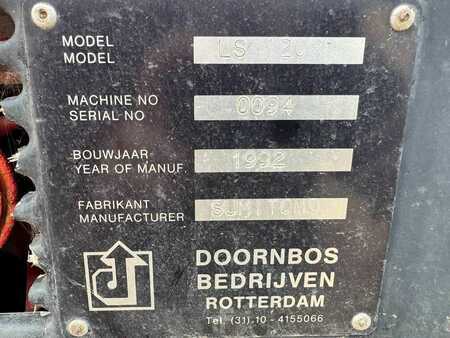 MODEL LS
MODEL
MACHINE NO 0094
SERIAL NO
BOUWJAAR 1992
YEAR OF MANUF.
FABRIKANT SUMITOMO
MANUFACTURER
DOORNBOS
BEDRIJVEN
ROTTERDAM
Tel. (31).10 - 4155066